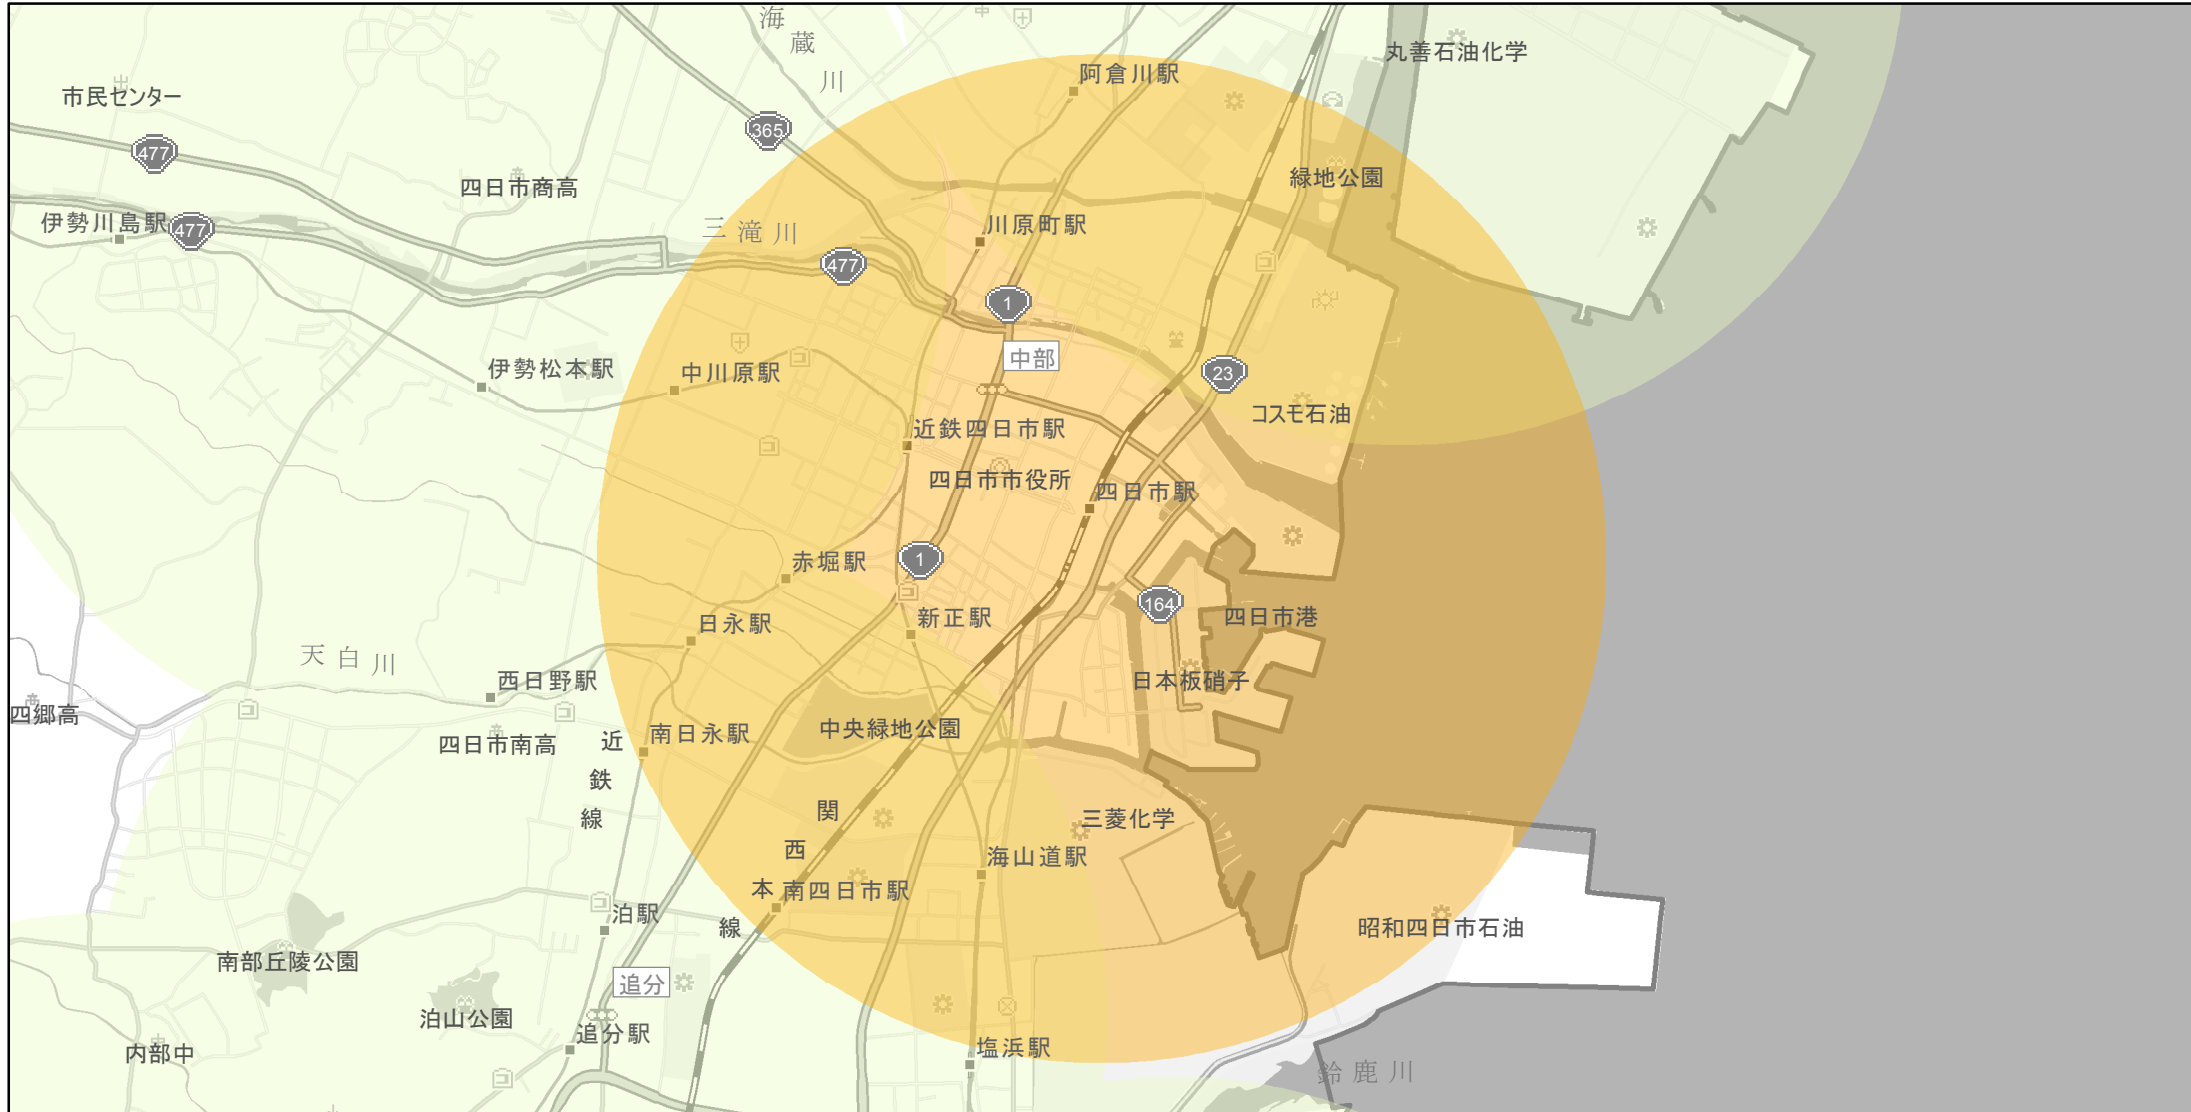 海蔵川
丸善石油化学
阿倉川駅
市民センター
365
477
緑地公園
四日市商高
伊勢川島駅
477
三滝川
川原町駅
477
1
中部
伊勢松本駅
中川原駅
23
コスモ石油
近鉄四日市駅
四日市市役所
四日市駅
赤堀駅
1
164
新正駅
四日市港
日永駅
天白川
西日野駅
日本板硝子
四郷高
中央緑地公園
南日永駅
四日市南高
近鉄線
関西本線
三菱化学
海山道駅
南四日市駅
泊駅
昭和四日市石油
南部丘陵公園
追分
泊山公園
追分駅
塩浜駅
内部中
鈴鹿川